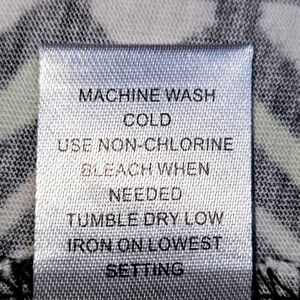 MACHINE WASH
COLD
USE NON-CHLORINE
BLEACH WHEN
NEEDED
TUMBLE DRY LOW
IRON ON LOWEST
SETTING